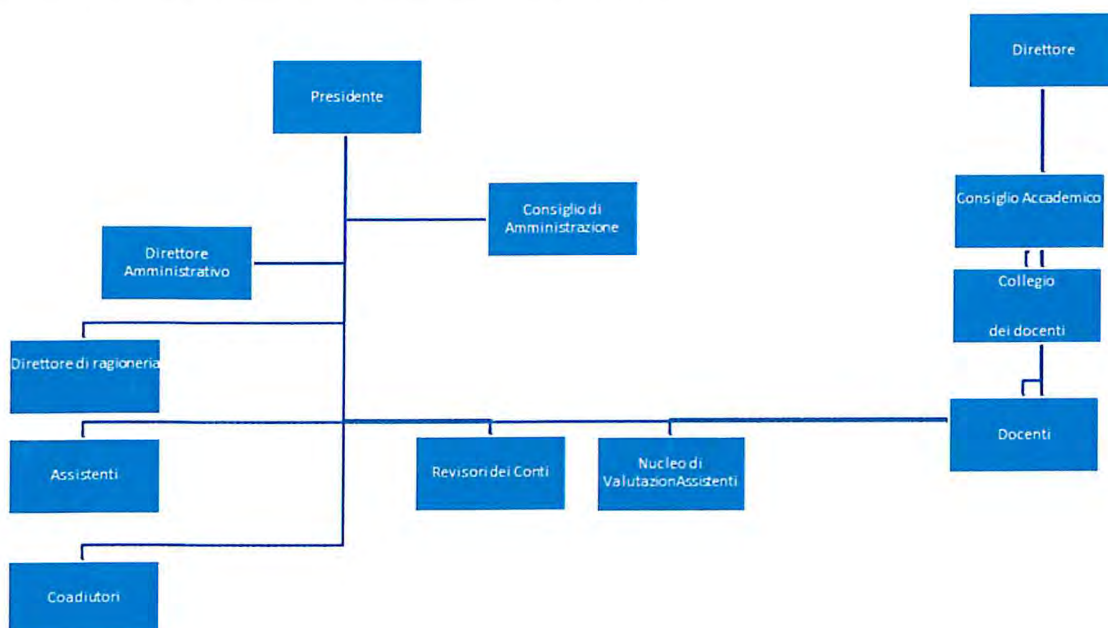 Direttore
Presidente
Consiglio Accademico
Consiglio di
Amministrazione
Direttore
Amministrativo
Collegio
dei docenti
Direttore di ragioneria
Docenti
Revisori dei Conti
Nucleo di
ValutazionAssistenti
Assistenti
Coadiutori